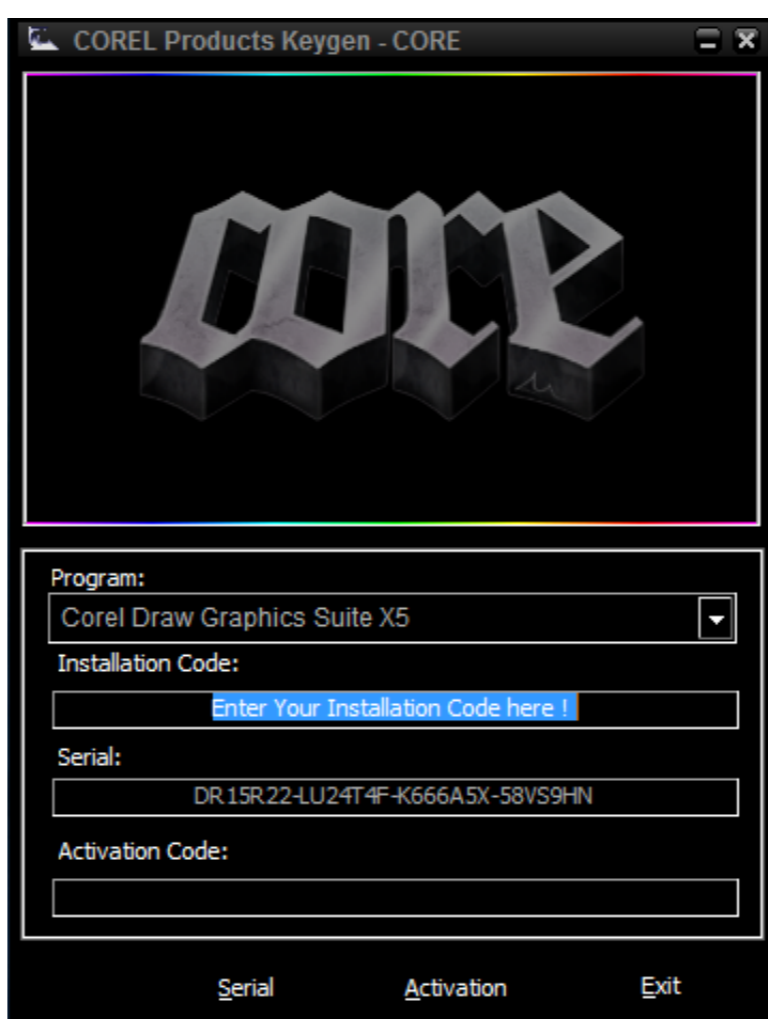 COREL Products Keygen - CORE
core
Program:
Corel Draw Graphics Suite X5
Installation Code:
Enter Your Installation Code here !
Serial:
DR15R22-LU24T4F-K666A5X-58VS9HN
Activation Code:
Serial Activation Exit